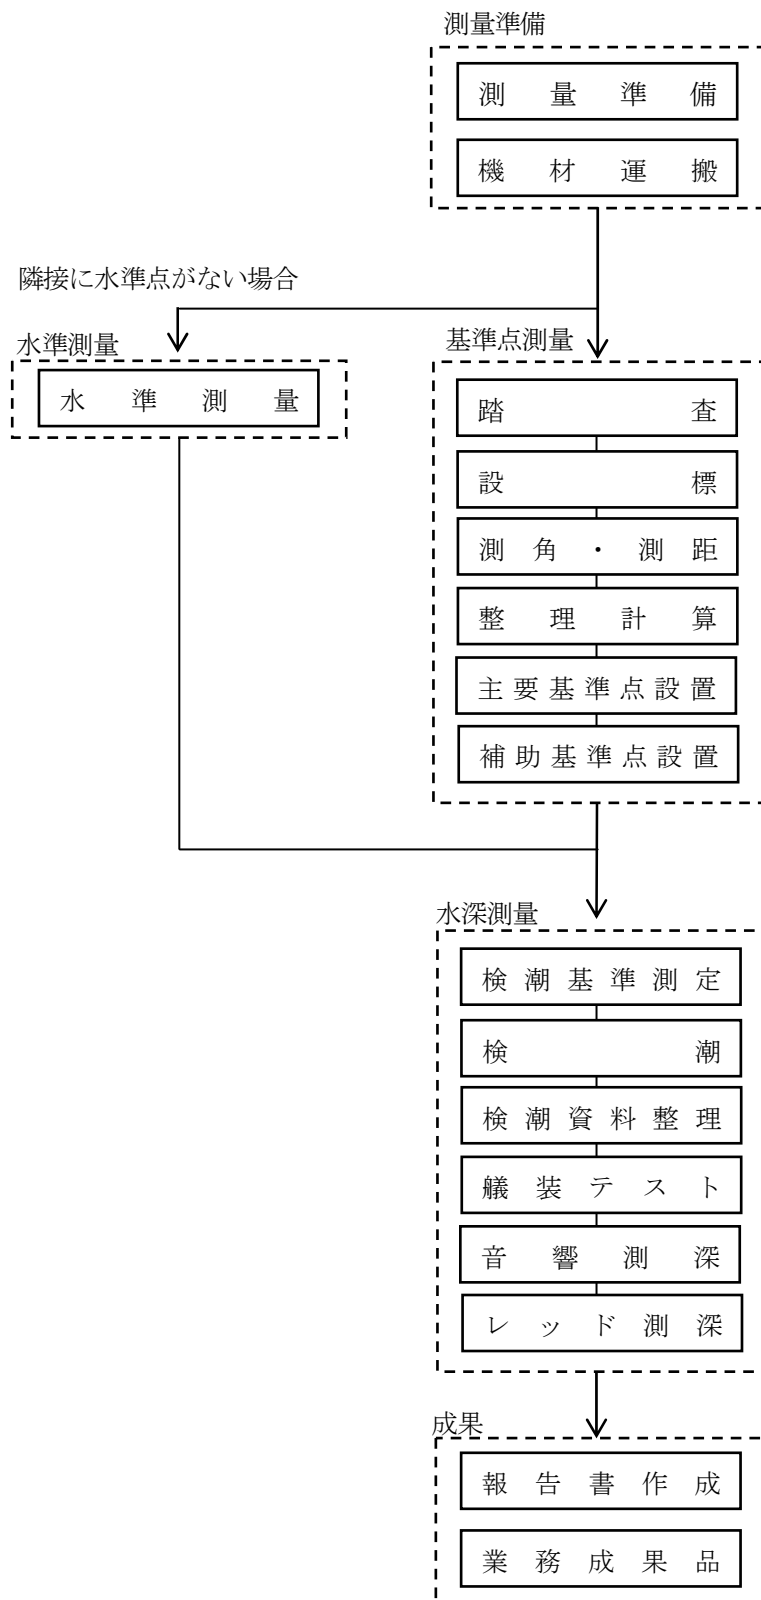 測量準備
測量準備
機材運搬
隣接に水準点がない場合
水準測量
水準測量
基準点測量
踏査
設標
測角・測距
整理計算
主要基準点設置
補助基準点設置
水深測量
検潮基準測定
検潮
検潮資料整理
艤装テスト
音響測深
レッド測深
成果
報告書作成
業務成果品